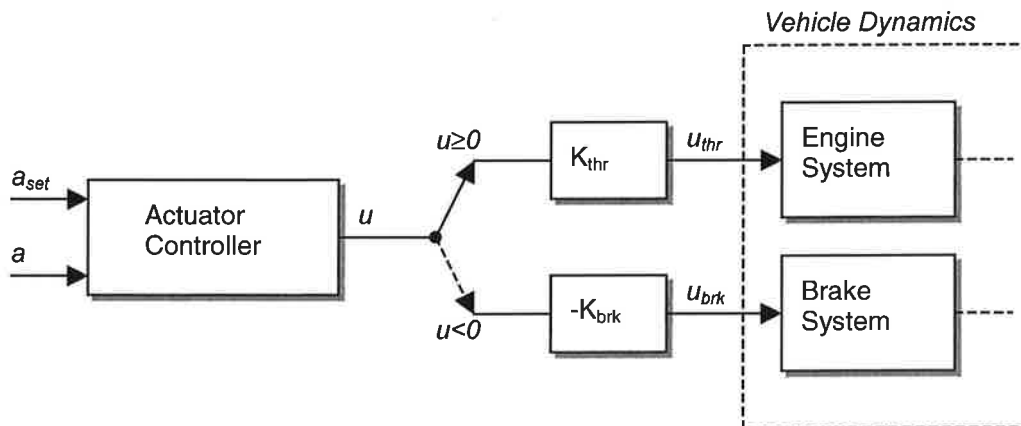 Vehicle Dynamics
u≥0
K_thr
u_thr
Engine
System
a_set
Actuator
Controller
u
a
u<0
-K_brk
u_brk
Brake
System